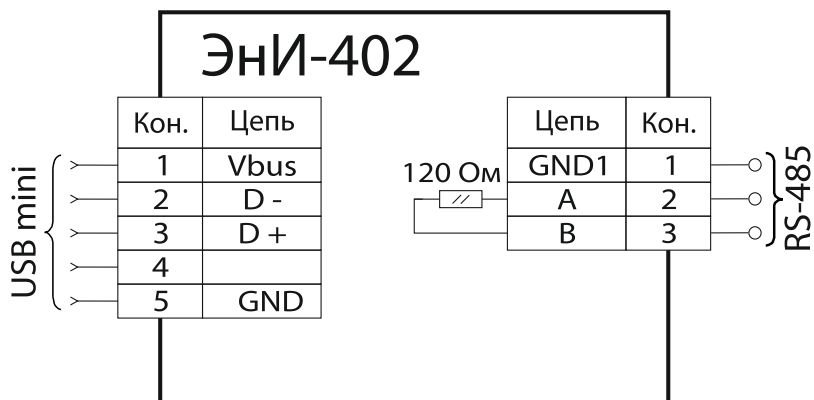 ЭнИ-402
Кон. Цепь
1 Vbus
2 D -
3 D +
4
5 GND
USB mini
120 Ом
Цепь Кон.
GND1 1
A 2
B 3
RS-485